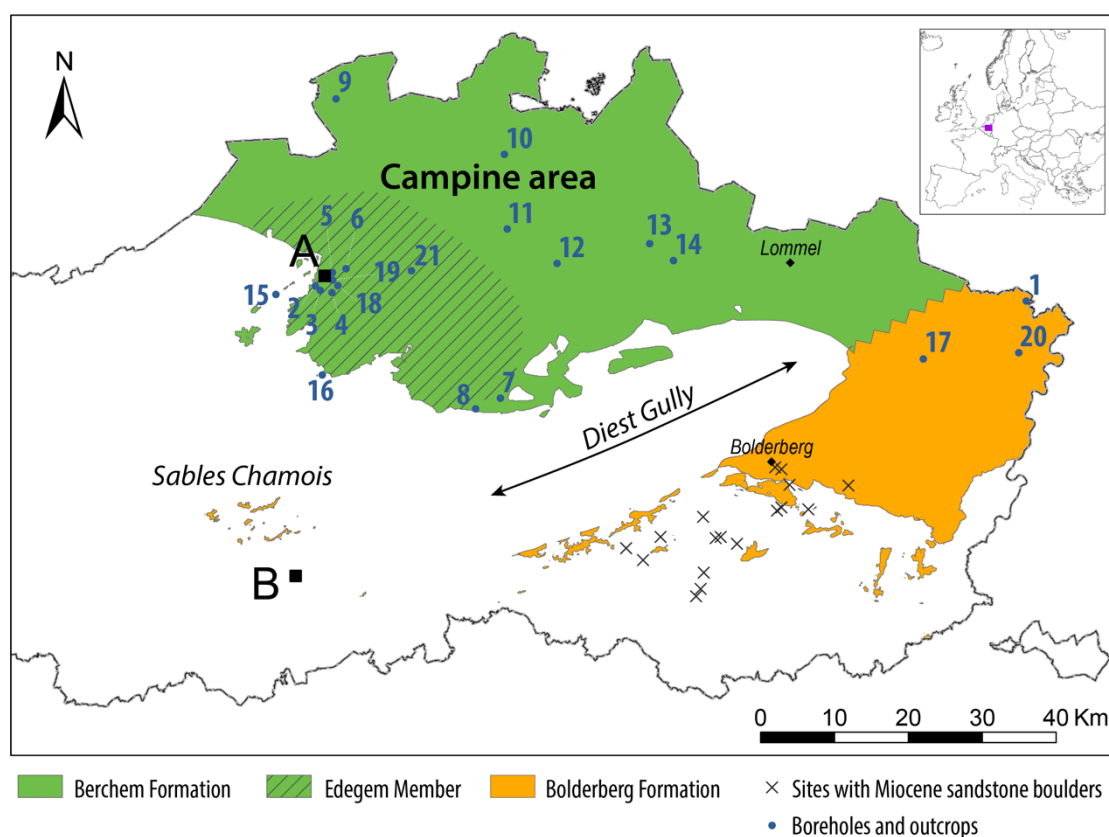 N
9
10
Campine area
5
6
11
13
12
14
Lommel
A
21
19
15
2
18
3
4
1
17
20
16
8
7
Diest Gully
Bolderberg
Sables Chamois
B
0 10 20 30 40 Km
Berchem Formation
Edegem Member
Bolderberg Formation
Sites with Miocene sandstone boulders
Boreholes and outcrops